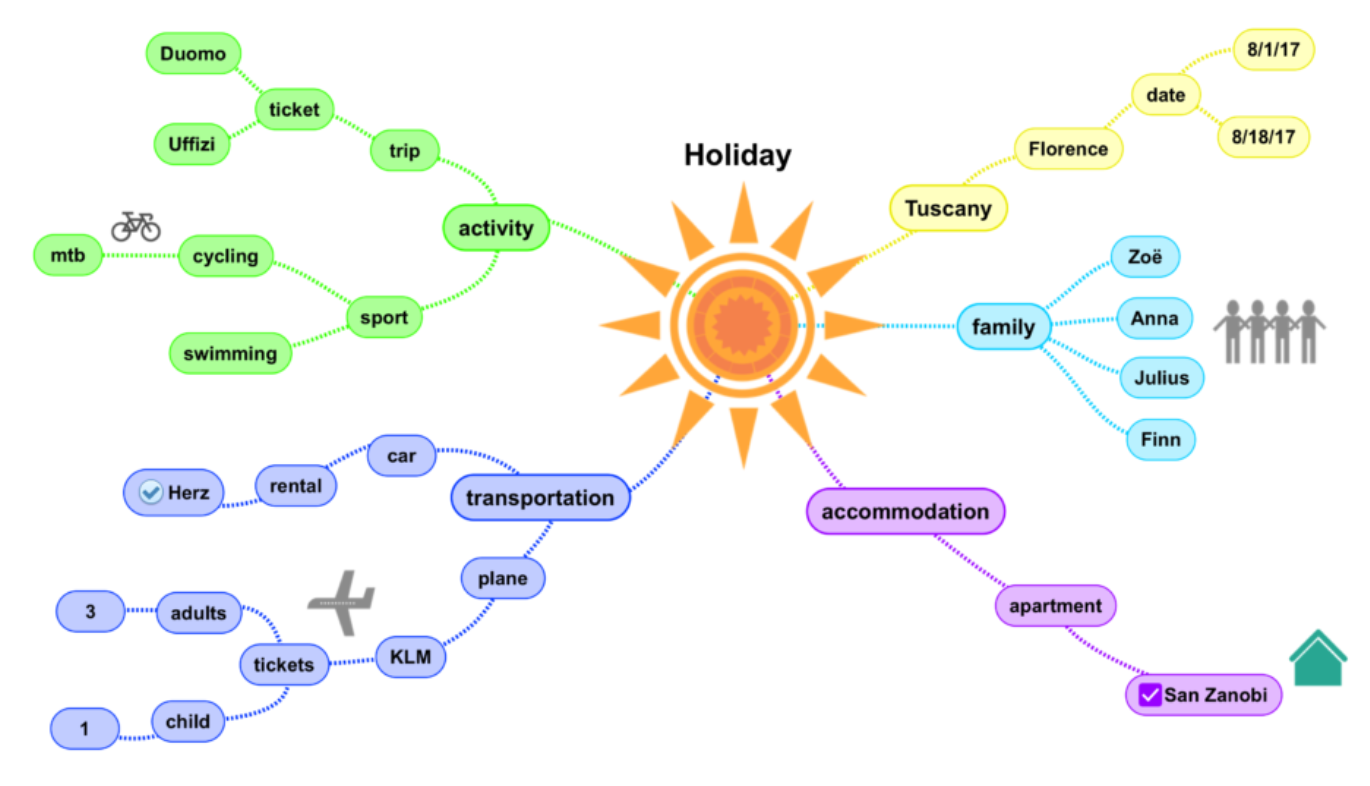 Holiday
Duomo
ticket
Uffizi
trip
activity
mtb
cycling
sport
swimming
8/1/17
date
8/18/17
Florence
Tuscany
Zoë
family
Anna
Julius
Finn
car
rental
Herz
transportation
plane
3
adults
tickets
KLM
child
1
accommodation
apartment
San Zanobi